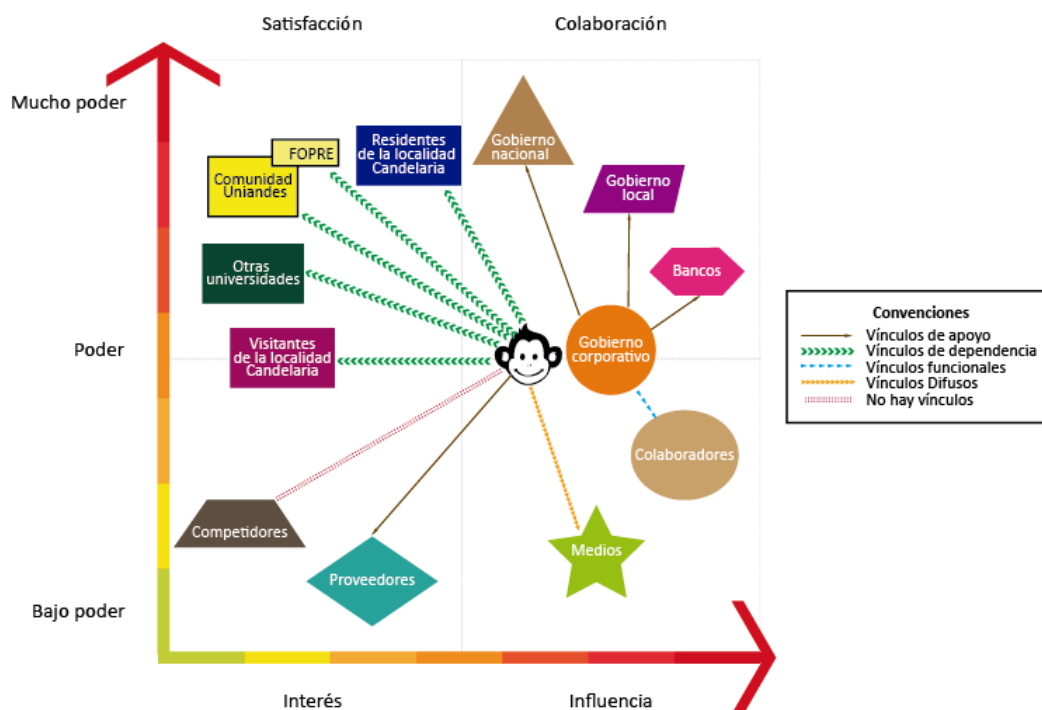 Satisfacción
Colaboración
Mucho poder
Poder
Bajo poder
FOPRE
Comunidad
Uniandes
Residentes
de la localidad
Candelaria
Gobierno
nacional
Gobierno
local
Otras
universidades
Bancos
Visitantes
de la localidad
Candelaria
Gobierno
corporativo
Colaboradores
Competidores
Proveedores
Medios
Convenciones
Vínculos de apoyo
Vínculos de dependencia
Vínculos funcionales
Vínculos Difusos
No hay vínculos
Interés
Influencia